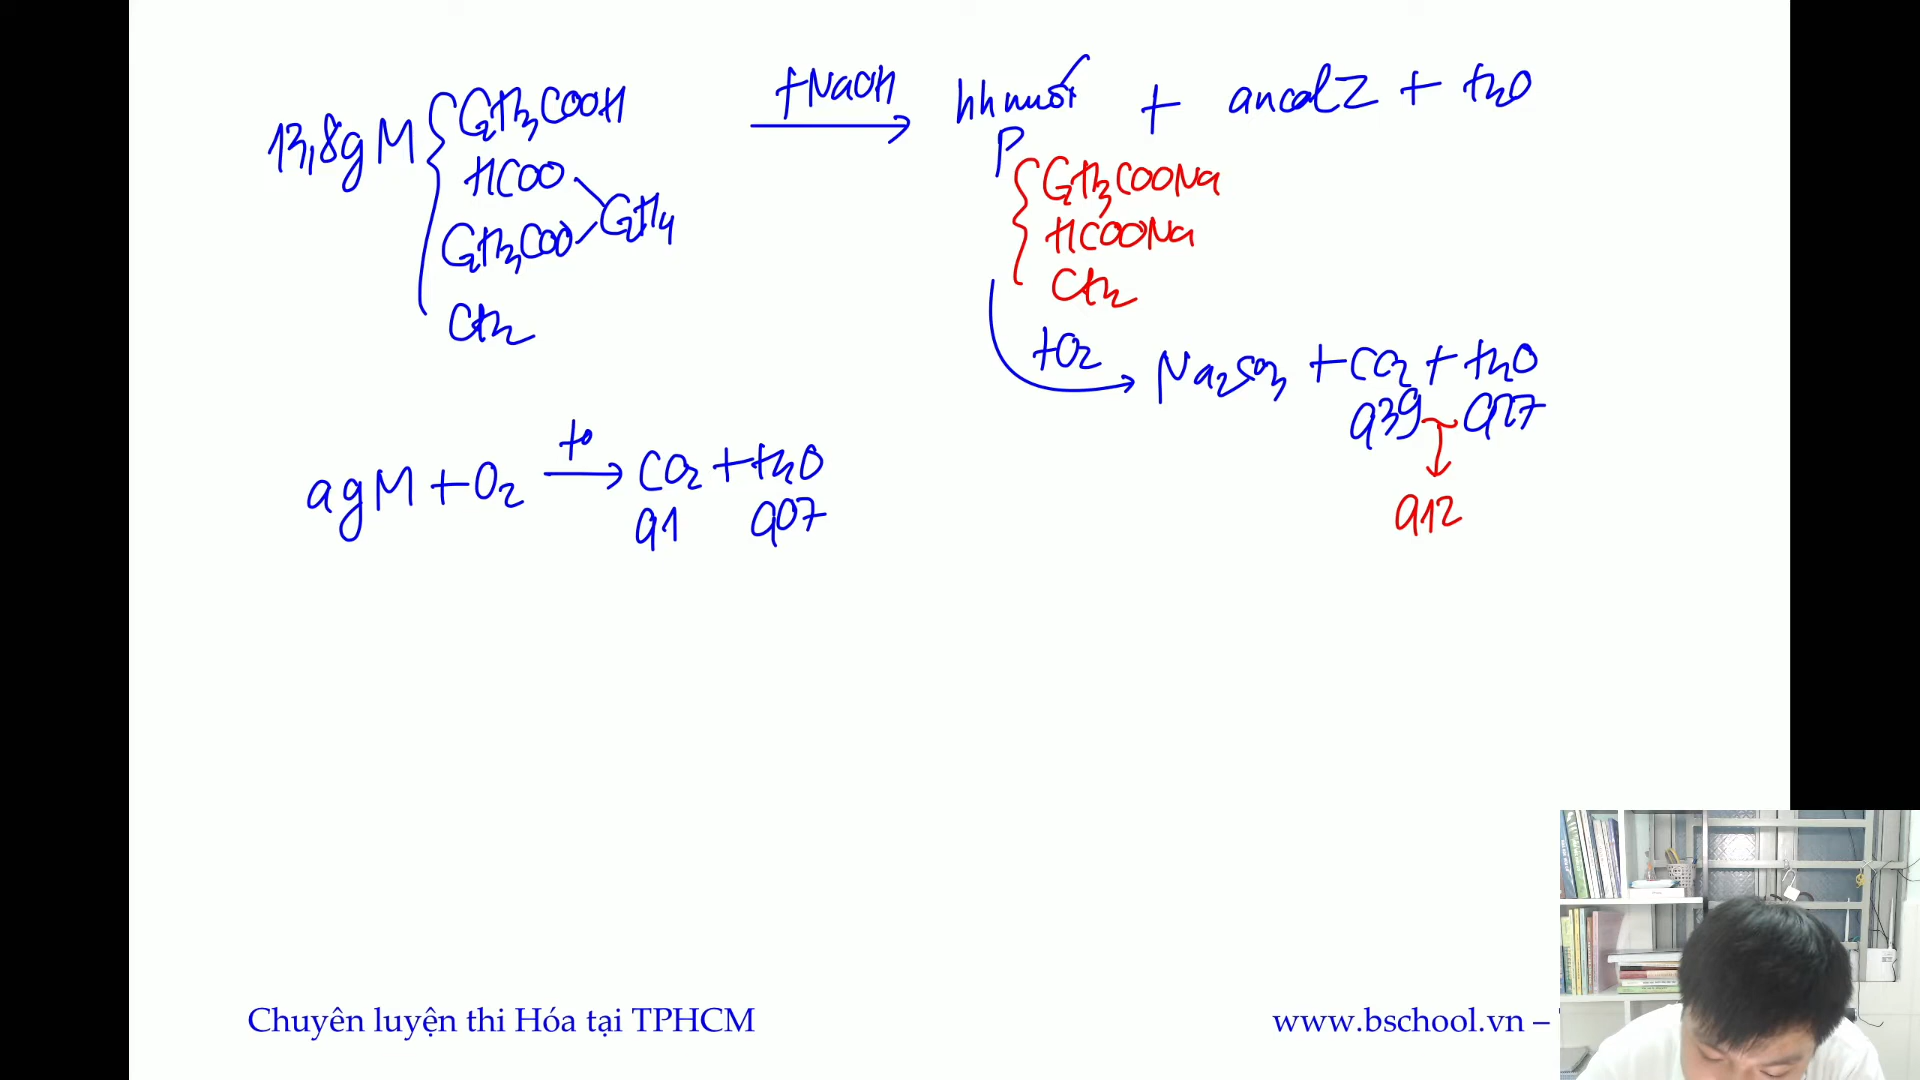 13,8g M { C2H3COOH +NaOH → hh muối + ancol Z + H2O
P
HCOO
C2H3COO
C2H4
CH2
{ C2H3COONa
HCOONa
CH2
+O2 → Na2CO3 + CO2 + H2O
0,39 0,27
0,12
a g M + O2 t° → CO2 + H2O
0,1 0,07
Chuyên luyện thi Hóa tại TPHCM
www.bschool.vn –